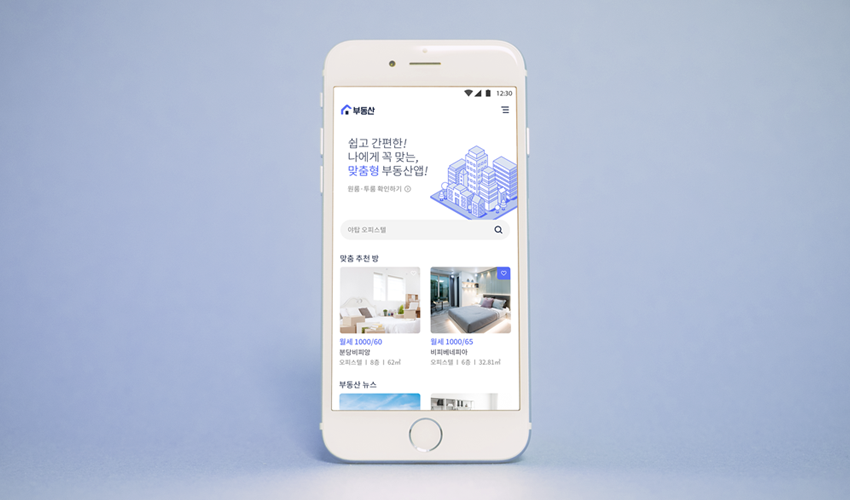 12:30
부동산
쉽고 간편한!
나에게 꼭 맞는,
맞춤형 부동산앱!
원룸·투룸 확인하기
야탑 오피스텔
맞춤 추천 방
월세 1000/60
분당비피앙
오피스텔 | 8층 | 62㎡
월세 1000/65
비피베네피아
오피스텔 | 6층 | 32.81㎡
부동산 뉴스